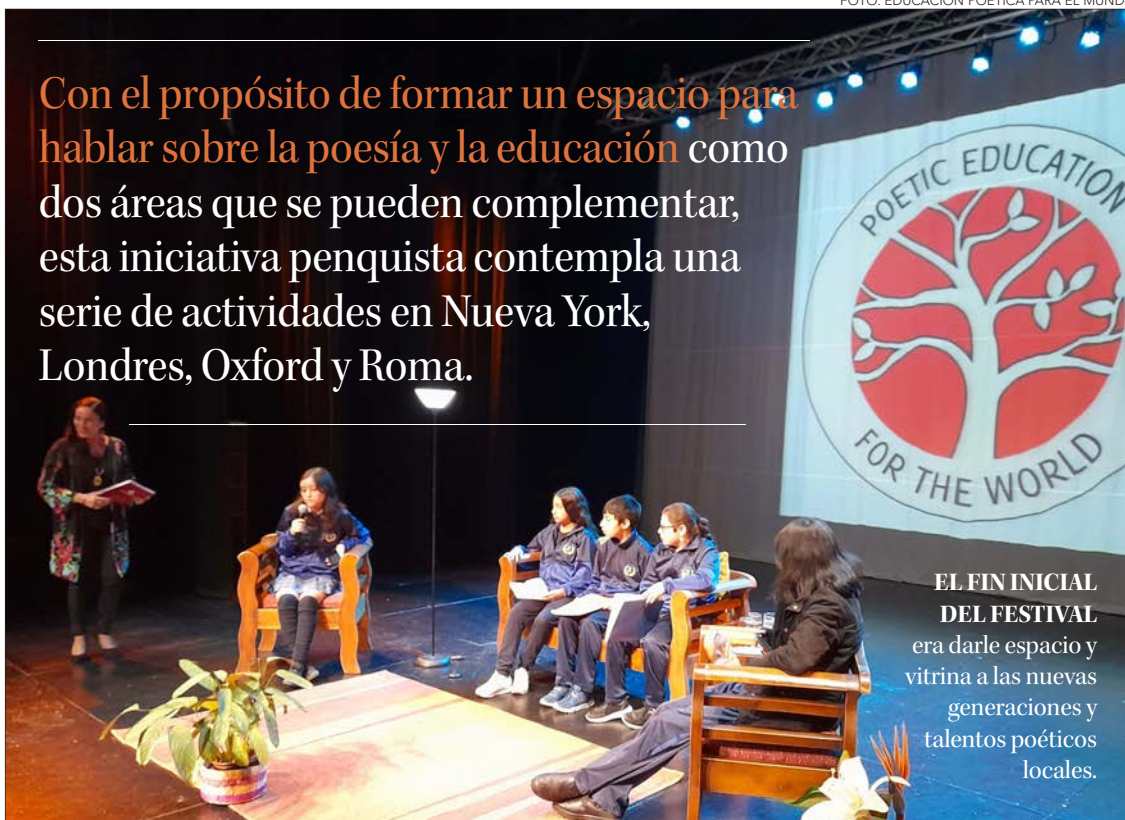 FOTO: EDUCACIÓN POÉTICA PARA EL MUND
Con el propósito de formar un espacio para
hablar sobre la poesía y la educación como
dos áreas que se pueden complementar,
esta iniciativa penquista contempla una
serie de actividades en Nueva York,
Londres, Oxford y Roma.
POETIC EDUCATION
FOR THE WORLD
EL FIN INICIAL
DEL FESTIVAL
era darle espacio y
vitrina a las nuevas
generaciones y
talentos poéticos
locales.